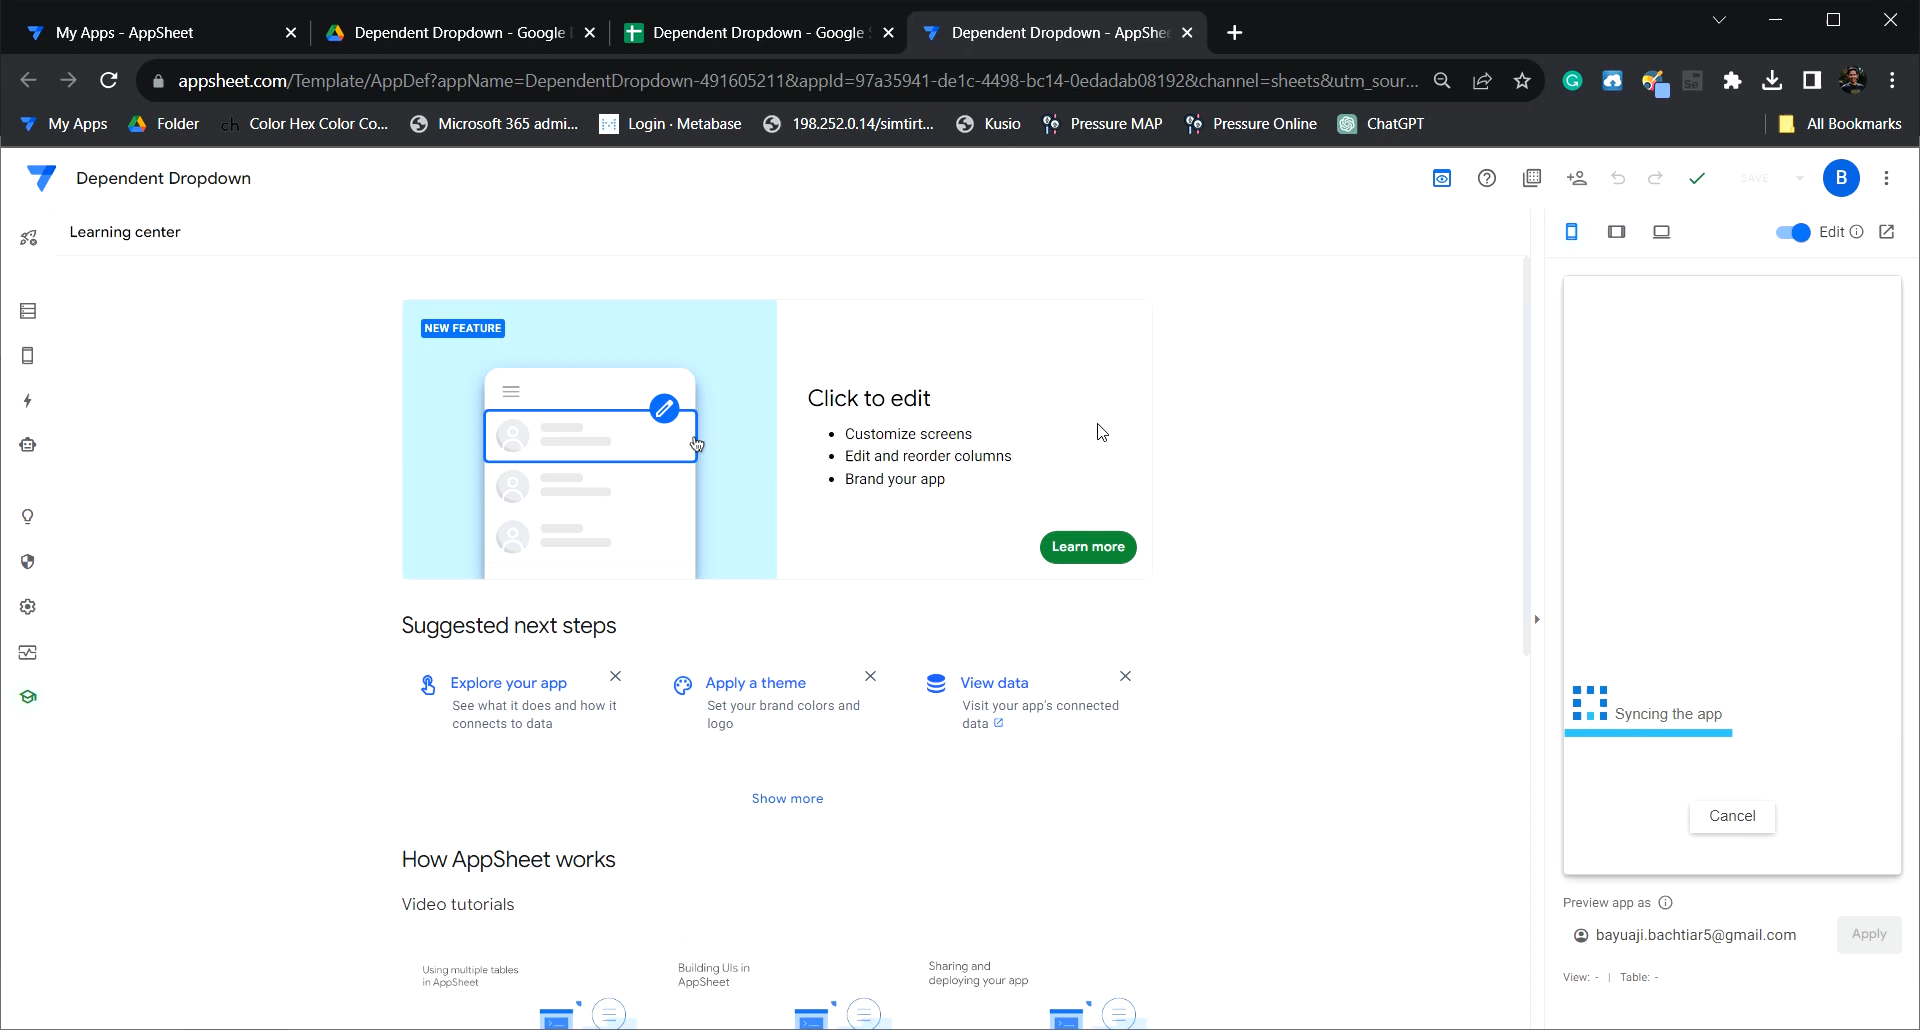 My Apps - AppSheet
Dependent Dropdown - Google
Dependent Dropdown - Google
Dependent Dropdown - AppShe
appsheet.com/Template/AppDef?appName=DependentDropdown-491605211&appId=97a35941-de1c-4498-bc14-0edadab08192&channel=sheets&utm_sour...
My Apps
Folder
ch Color Hex Color Co...
Microsoft 365 admi...
Login · Metabase
198.252.0.14/simtirt...
Kusio
Pressure MAP
Pressure Online
ChatGPT
All Bookmarks
Dependent Dropdown
SAVE
B
Learning center
Edit
NEW FEATURE
Click to edit
• Customize screens
• Edit and reorder columns
• Brand your app
Learn more
Suggested next steps
Explore your app
See what it does and how it
connects to data
Apply a theme
Set your brand colors and
logo
View data
Visit your app's connected
data
Show more
How AppSheet works
Video tutorials
Using multiple tables
in AppSheet
Building UIs in
AppSheet
Sharing and
deploying your app
Syncing the app
Cancel
Preview app as
bayuaji.bachtiar5@gmail.com
Apply
View: - | Table: -